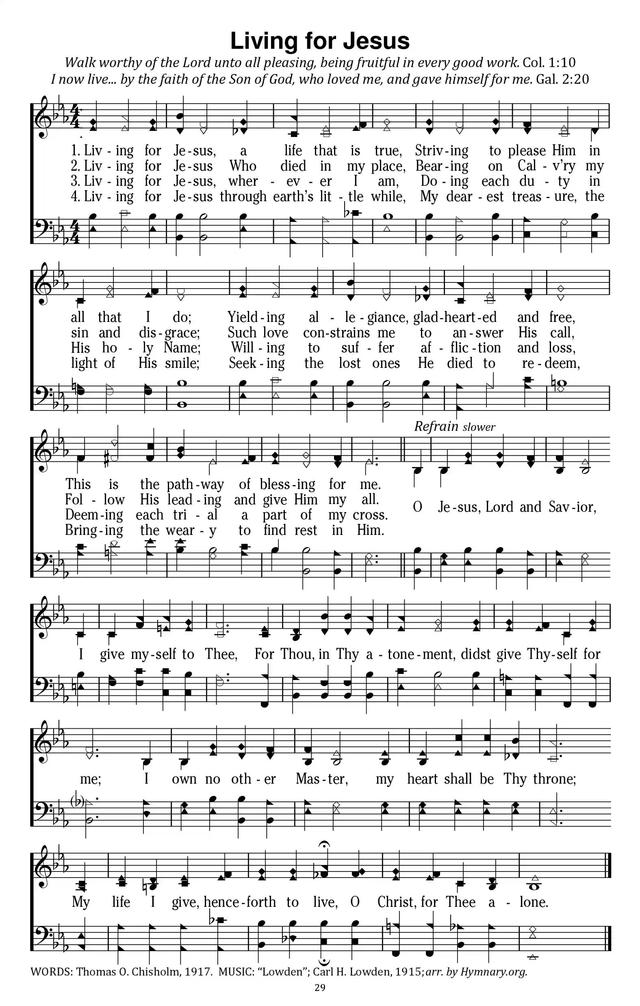 Living for Jesus
Walk worthy of the Lord unto all pleasing, being fruitful in every good work. Col. 1:10
I now live... by the faith of the Son of God, who loved me, and gave himself for me. Gal. 2:20
1. Liv - ing for Je - sus, a life that is true, Striv - ing to please Him in
2. Liv - ing for Je - sus Who died in my place, Bear - ing on Cal - v'ry my
3. Liv - ing for Je - sus, wher - ev - er I am, Do - ing each du - ty in
4. Liv - ing for Je - sus through earth's lit - tle while, My dear - est treas - ure, the
all that I do; Yield - ing al - le - giance, glad-heart-ed and free,
sin and dis - grace; Such love con-strains me to an - swer His call,
His ho - ly Name; Will - ing to suf - fer af - flic - tion and loss,
light of His smile; Seek - ing the lost ones He died to re - deem,
Refrain slower
This is the path - way of bless - ing for me.
Fol - low His lead - ing and give Him my all.
Deem - ing each tri - al a part of my cross.
Bring - ing the wear - y to find rest in Him.
O Je - sus, Lord and Sav - ior,
I give my-self to Thee, For Thou, in Thy a - tone - ment, didst give Thy-self for
me; I own no oth - er Mas - ter, my heart shall be Thy throne;
My life I give, hence-forth to live, O Christ, for Thee a - lone.
WORDS: Thomas O. Chisholm, 1917. MUSIC: "Lowden"; Carl H. Lowden, 1915; arr. by Hymnary.org.
29